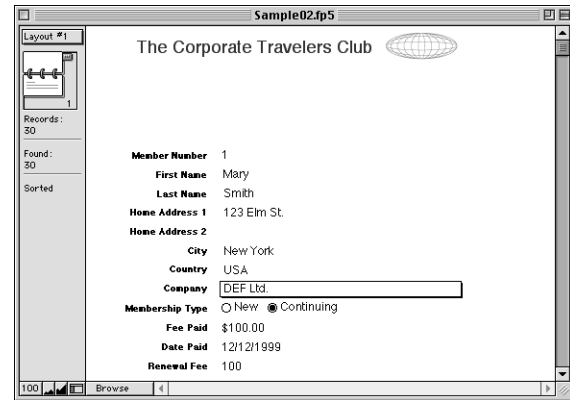 Sample02.fp5
Layout #1
1
Records:
30
Found:
30
Sorted
The Corporate Travelers Club
Member Number 1
First Name Mary
Last Name Smith
Home Address 1 123 Elm St.
Home Address 2
City New York
Country USA
Company DEF Ltd.
Membership Type New Continuing
Fee Paid $100.00
Date Paid 12/12/1999
Renewal Fee 100
100 Browse